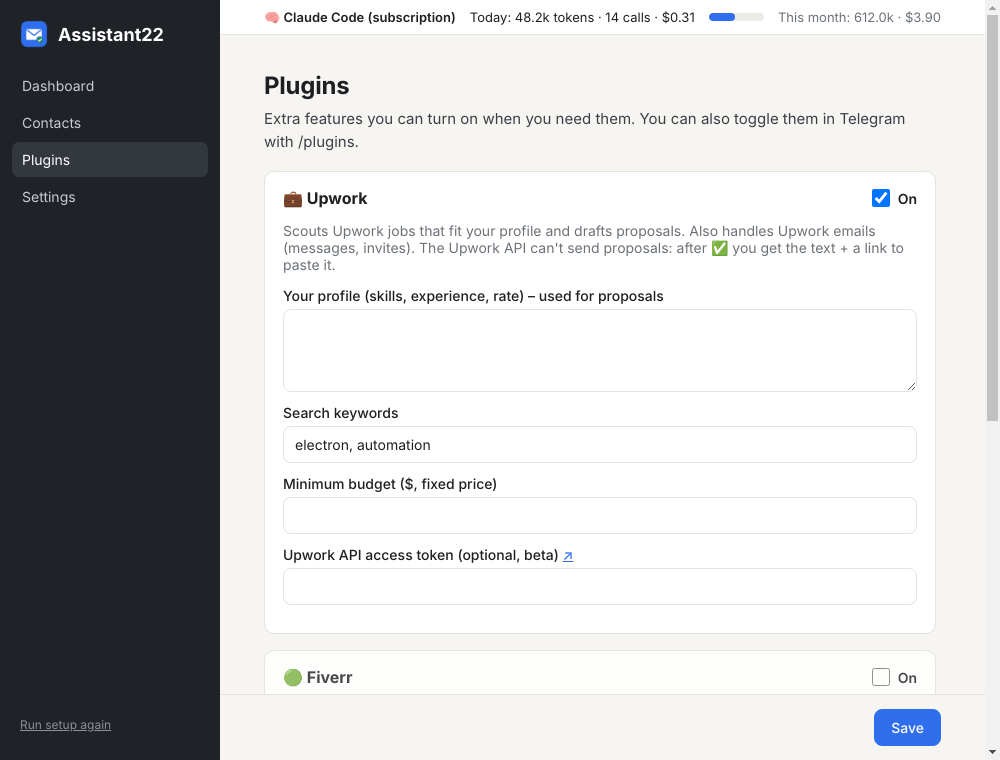 Assistant22
Dashboard
Contacts
Plugins
Settings
Run setup again
🧠 Claude Code (subscription) Today: 48.2k tokens · 14 calls · $0.31 This month: 612.0k · $3.90
Plugins
Extra features you can turn on when you need them. You can also toggle them in Telegram
with /plugins.
💼 Upwork On
Scouts Upwork jobs that fit your profile and drafts proposals. Also handles Upwork emails
(messages, invites). The Upwork API can't send proposals: after ✅ you get the text + a link to
paste it.
Your profile (skills, experience, rate) – used for proposals
Search keywords
electron, automation
Minimum budget ($, fixed price)
Upwork API access token (optional, beta) ↗
🟢 Fiverr On
Save